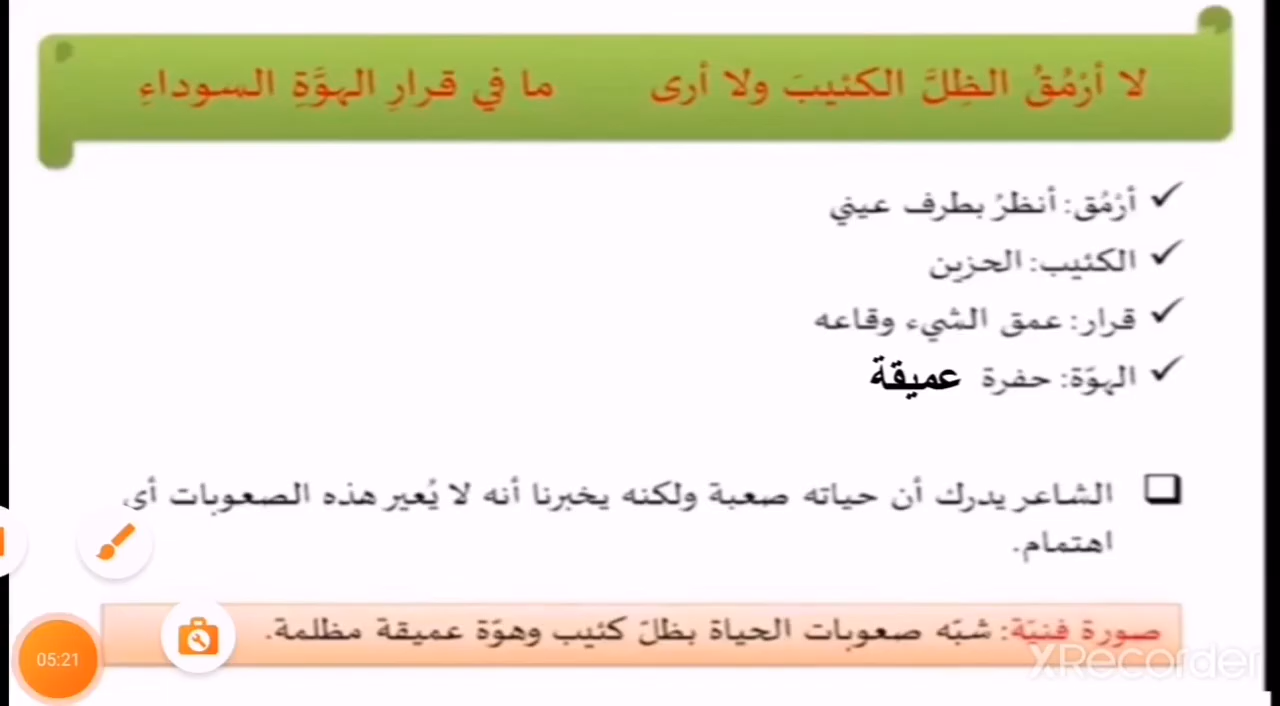 لا أرْمُقُ الظِلَّ الكئيبَ ولا أرى ما في قرارِ الهوَّةِ السوداءِ
أرْمُق: أنظرُ بطرف عيني
الكئيب: الحزين
قرار: عمق الشيء وقاعه
الهوّة: حفرة عميقة
الشاعر يدرك أن حياته صعبة ولكنه يخبرنا أنه لا يُعير هذه الصعوبات أي
اهتمام.
صورة فنيّة: شبّه صعوبات الحياة بظلّ كئيب وهوّة عميقة مظلمة.
05:21
XRecorder